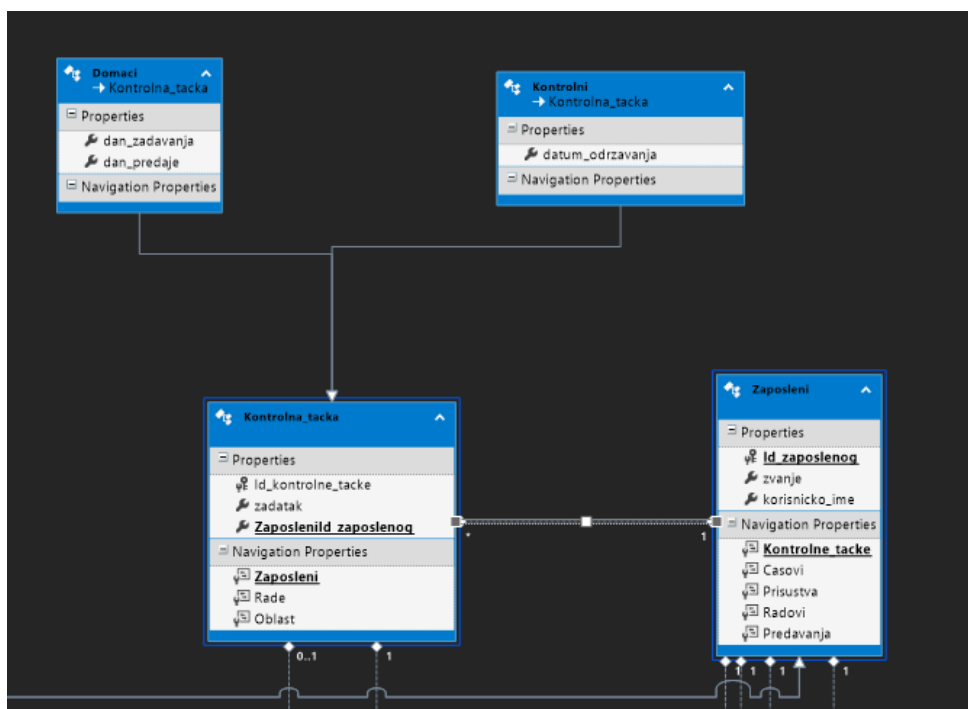 Domaci
Kontrolna_tacka
Properties
dan_zadavanja
dan_predaje
Navigation Properties
Kontrolni
Kontrolna_tacka
Properties
datum_odrzavanja
Navigation Properties
Kontrolna_tacka
Properties
Id_kontrolne_tacke
zadatak
ZaposleniId_zaposlenog
Navigation Properties
Zaposleni
Rade
Oblast
* 1
0..1 1
Zaposleni
Properties
Id_zaposlenog
zvanje
korisnicko_ime
Navigation Properties
Kontrolne_tacke
Casovi
Prisustva
Radovi
Predavanja
1 1 1 1